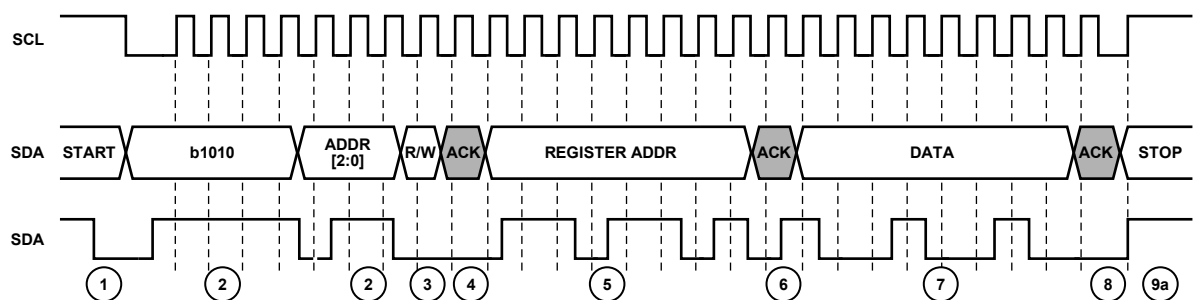 SCL
SDA START b1010 ADDR [2:0] R/W ACK REGISTER ADDR ACK DATA ACK STOP
SDA
1 2 2 3 4 5 6 7 8 9a